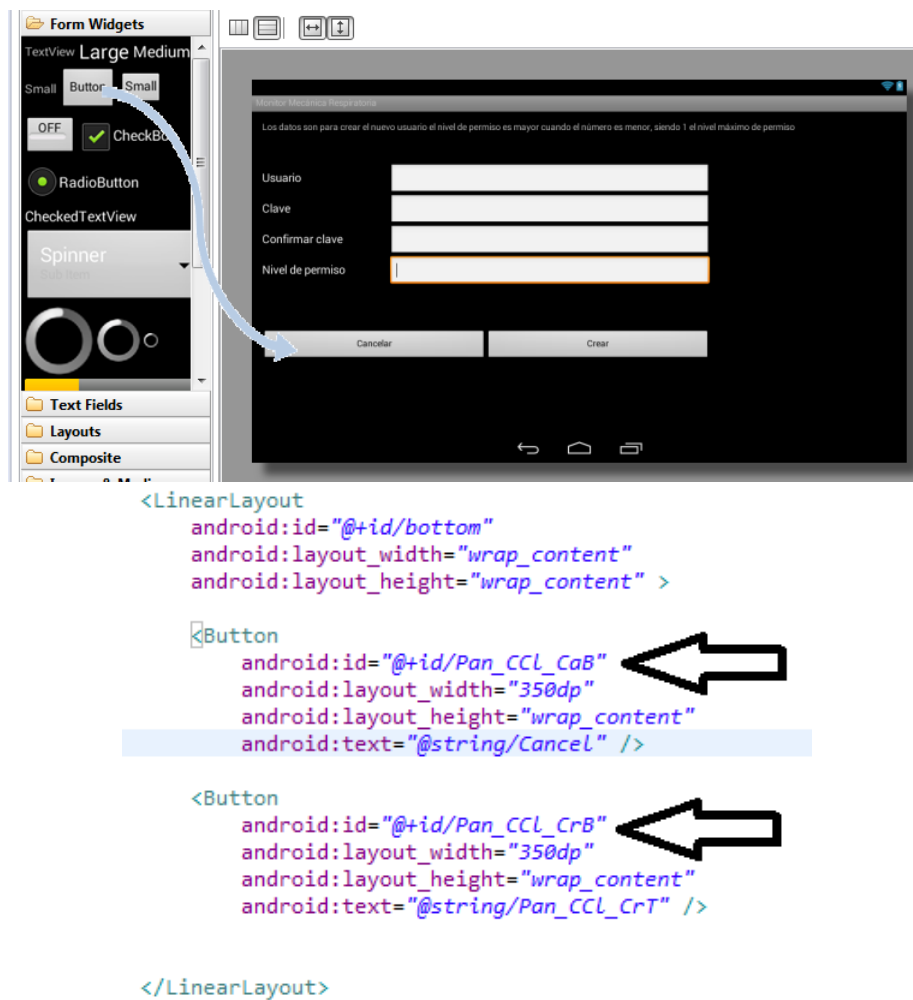 Form Widgets
TextView Large Medium
Small Button Small
OFF CheckBo
RadioButton
CheckedTextView
Spinner
Sub Item
Text Fields
Layouts
Composite
Monitor Mecánica Respiratoria
Los datos son para crear el nuevo usuario el nivel de permiso es mayor cuando el número es menor, siendo 1 el nivel máximo de permiso
Usuario
Clave
Confirmar clave
Nivel de permiso
Cancelar Crear
<LinearLayout
android:id="@+id/bottom"
android:layout_width="wrap_content"
android:layout_height="wrap_content" >
<Button
android:id="@+id/Pan_CCl_CaB"
android:layout_width="350dp"
android:layout_height="wrap_content"
android:text="@string/Cancel" />
<Button
android:id="@+id/Pan_CCl_CrB"
android:layout_width="350dp"
android:layout_height="wrap_content"
android:text="@string/Pan_CCl_CrT" />
</LinearLayout>